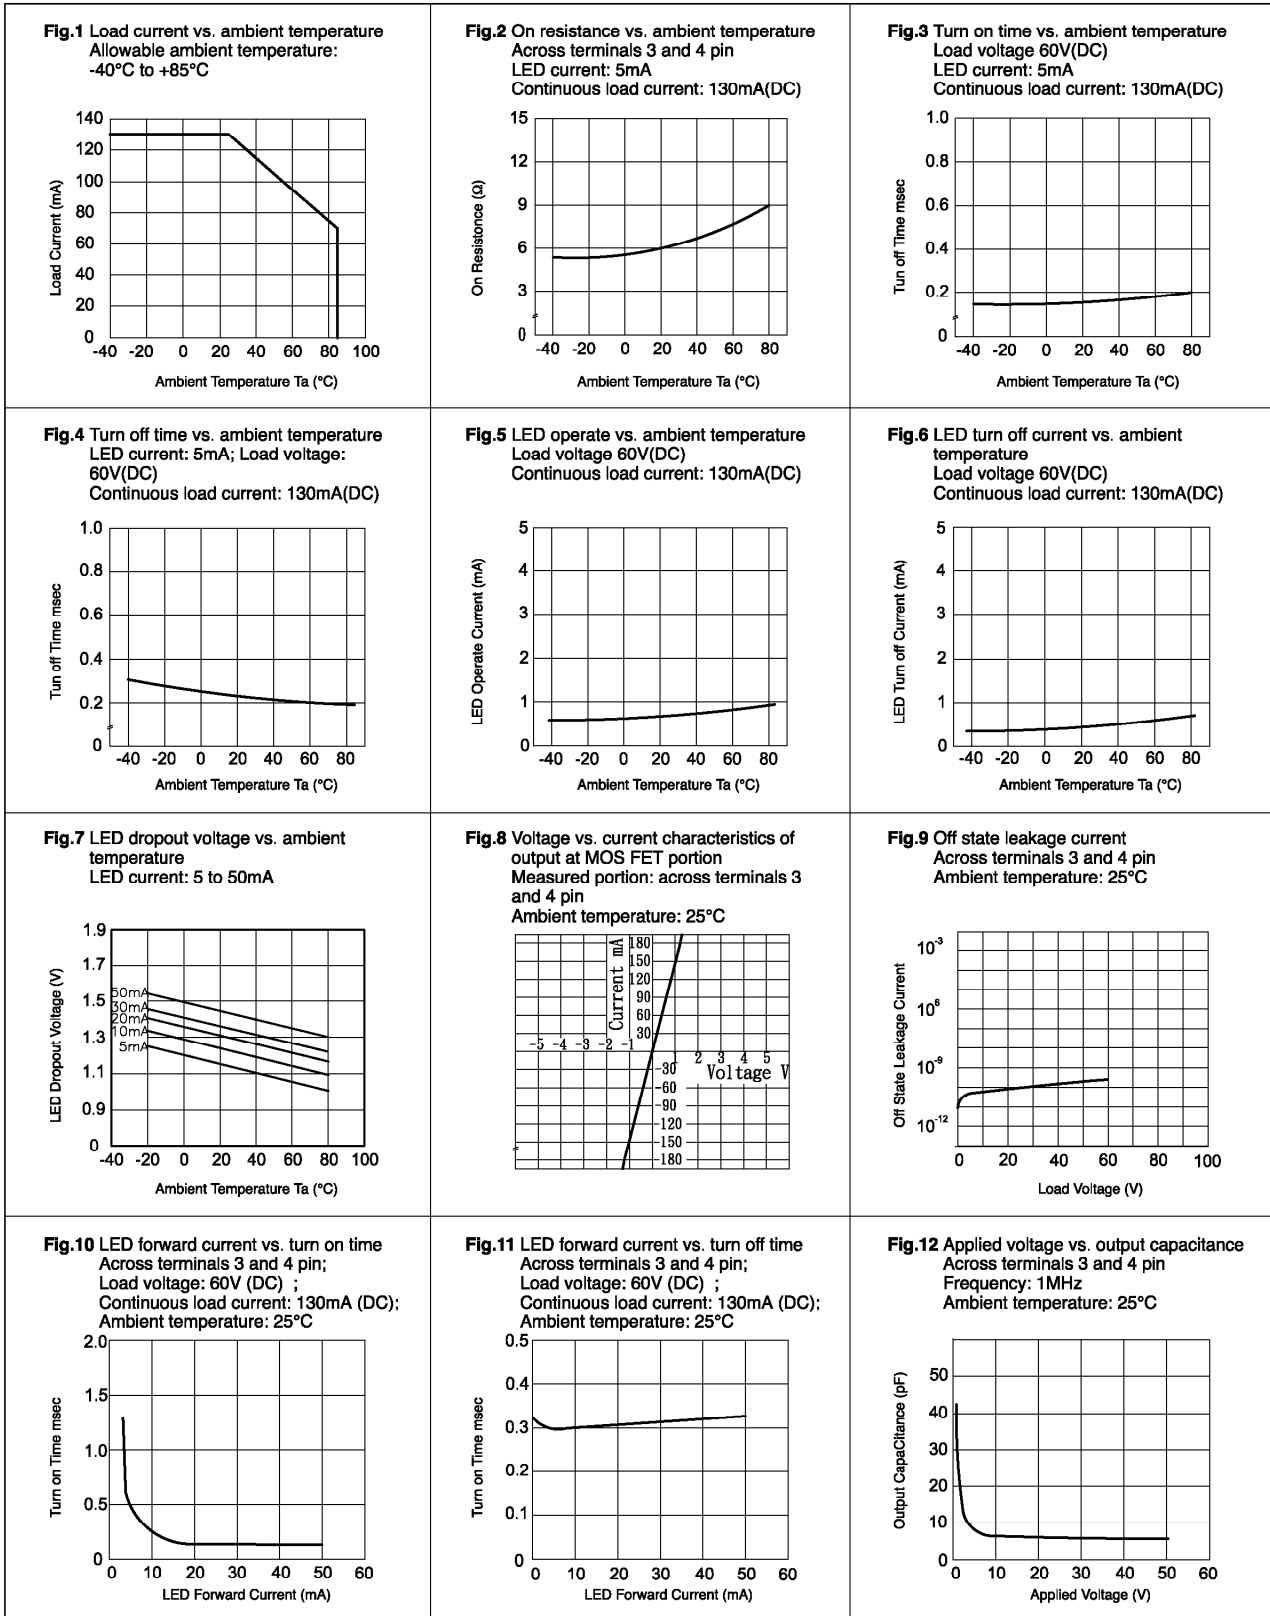 Fig.1 Load current vs. ambient temperature
Allowable ambient temperature:
-40°C to +85°C
140
120
100
80
60
40
20
0
Load Current (mA)
-40 -20 0 20 40 60 80 100
Ambient Temperature Ta (°C)
Fig.2 On resistance vs. ambient temperature
Across terminals 3 and 4 pin
LED current: 5mA
Continuous load current: 130mA(DC)
15
12
9
6
3
0
On Resistonce (Ω)
-40 -20 0 20 40 60 80
Ambient Temperature Ta (°C)
Fig.3 Turn on time vs. ambient temperature
Load voltage 60V(DC)
LED current: 5mA
Continuous load current: 130mA(DC)
1.0
0.8
0.6
0.4
0.2
0
Tun off Time msec
-40 -20 0 20 40 60 80
Ambient Temperature Ta (°C)
Fig.4 Turn off time vs. ambient temperature
LED current: 5mA; Load voltage:
60V(DC)
Continuous load current: 130mA(DC)
1.0
0.8
0.6
0.4
0.2
0
Tun off Time msec
-40 -20 0 20 40 60 80
Ambient Temperature Ta (°C)
Fig.5 LED operate vs. ambient temperature
Load voltage 60V(DC)
Continuous load current: 130mA(DC)
5
4
3
2
1
0
LED Operate Current (mA)
-40 -20 0 20 40 60 80
Ambient Temperature Ta (°C)
Fig.6 LED turn off current vs. ambient
temperature
Load voltage 60V(DC)
Continuous load current: 130mA(DC)
5
4
3
2
1
0
LED Turn off Current (mA)
-40 -20 0 20 40 60 80
Ambient Temperature Ta (°C)
Fig.7 LED dropout voltage vs. ambient
temperature
LED current: 5 to 50mA
1.9
1.7
1.5
1.3
1.1
0.9
0
LED Dropout Voltage (V)
50mA
30mA
20mA
10mA
5mA
-40 -20 0 20 40 60 80 100
Ambient Temperature Ta (°C)
Fig.8 Voltage vs. current characteristics of
output at MOS FET portion
Measured portion: across terminals 3
and 4 pin
Ambient temperature: 25°C
Current mA
180
150
120
90
60
30
-5 -4 -3 -2 -1
1 2 3 4 5
Voltage V
-30
-60
-90
-120
-150
-180
Fig.9 Off state leakage current
Across terminals 3 and 4 pin
Ambient temperature: 25°C
10-3
10-6
10-9
10-12
Off State Leakage Current
0 20 40 60 80 100
Load Voltage (V)
Fig.10 LED forward current vs. turn on time
Across terminals 3 and 4 pin;
Load voltage: 60V (DC) ;
Continuous load current: 130mA (DC);
Ambient temperature: 25°C
2.0
1.5
1.0
0.5
0
Turn on Time msec
0 10 20 30 40 50 60
LED Forward Current (mA)
Fig.11 LED forward current vs. turn off time
Across terminals 3 and 4 pin;
Load voltage: 60V (DC) ;
Continuous load current: 130mA (DC);
Ambient temperature: 25°C
0.5
0.4
0.3
0.2
0.1
0
Turn on Time msec
0 10 20 30 40 50 60
LED Forward Current (mA)
Fig.12 Applied voltage vs. output capacitance
Across terminals 3 and 4 pin
Frequency: 1MHz
Ambient temperature: 25°C
50
40
30
20
10
0
Output CapaCitance (pF)
0 10 20 30 40 50 60
Applied Voltage (V)